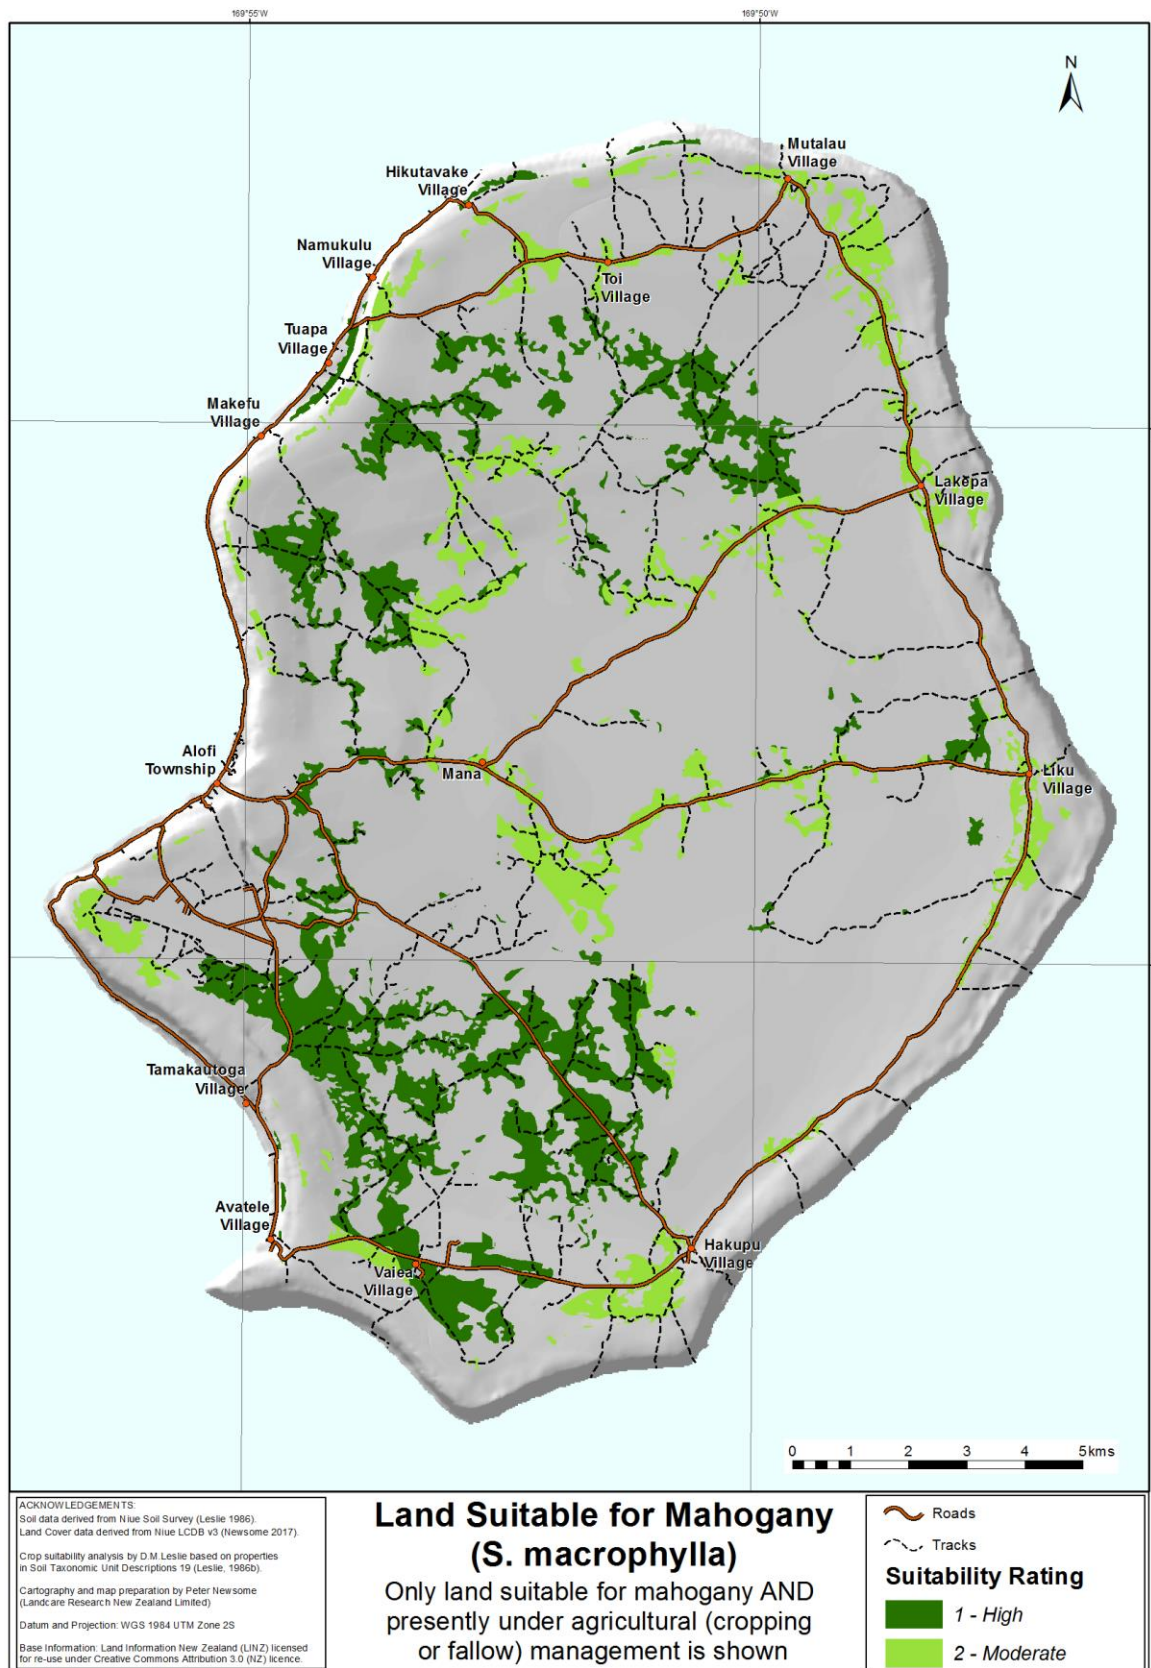 169°55'W
169°50'W
N
Mutalau
Village
Hikutavake
Village
Namukulu
Village
Toi
Village
Tuapa
Village
Makefu
Village
Lakepa
Village
Alofi
Township
Mana
Liku
Village
Tamakautoga
Village
Avatele
Village
Hakupu
Village
Vaiea
Village
0 1 2 3 4 5 kms
ACKNOWLEDGEMENTS:
Soil data derived from Niue Soil Survey (Leslie 1986).
Land Cover data derived from Niue LCDB v3 (Newsome 2017).
Crop suitability analysis by D.M Leslie based on properties
in Soil Taxonomic Unit Descriptions 19 (Leslie, 1986b).
Cartography and map preparation by Peter Newsome
(Landcare Research New Zealand Limited)
Datum and Projection: WGS 1984 UTM Zone 2S
Base Information: Land Information New Zealand (LINZ) licensed
for re-use under Creative Commons Attribution 3.0 (NZ) licence.
Land Suitable for Mahogany
(S. macrophylla)
Only land suitable for mahogany AND
presently under agricultural (cropping
or fallow) management is shown
Roads
Tracks
Suitability Rating
1 - High
2 - Moderate